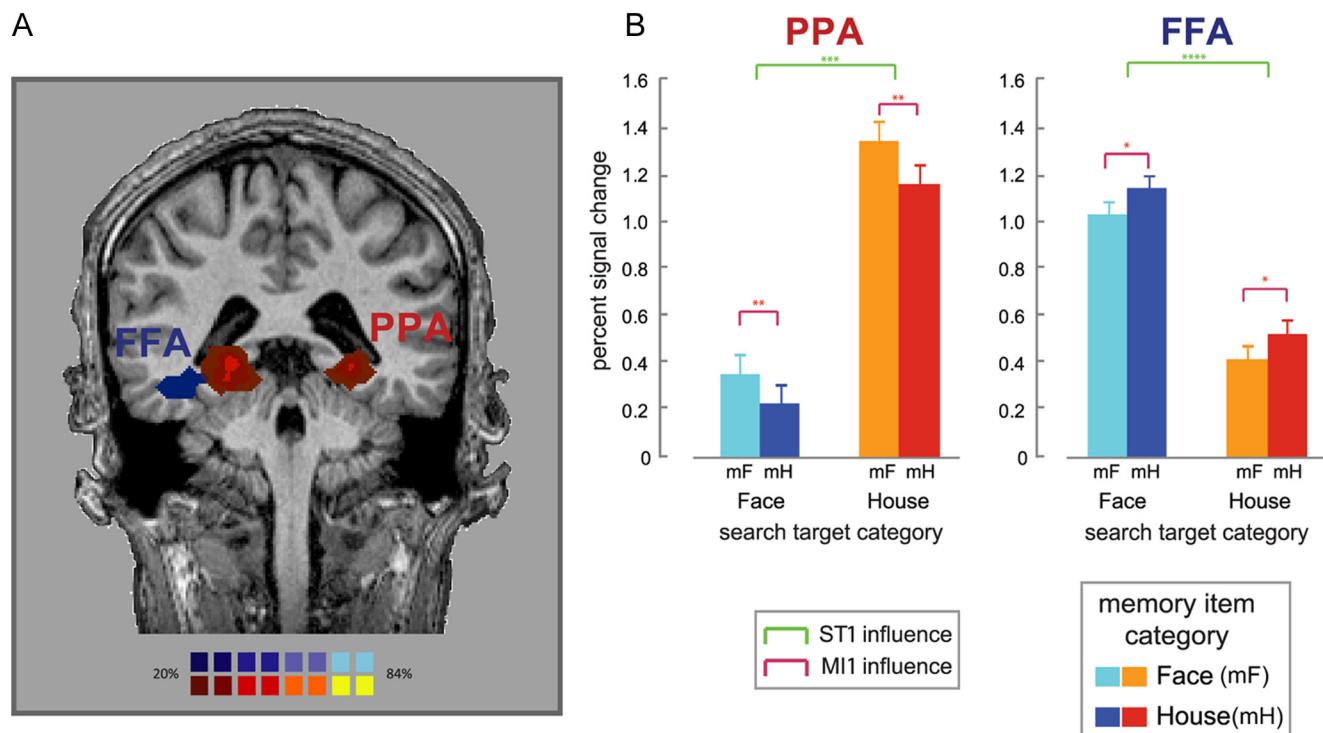 A
FFA
PPA
20%
84%
B
PPA
***
**
**
percent signal change
1.6
1.4
1.2
1.0
0.8
0.6
0.4
0.2
0
mF mH mF mH
Face House
search target category
FFA
****
*
*
1.6
1.4
1.2
1.0
0.8
0.6
0.4
0.2
0
mF mH mF mH
Face House
search target category
ST1 influence
MI1 influence
memory item
category
Face (mF)
House(mH)